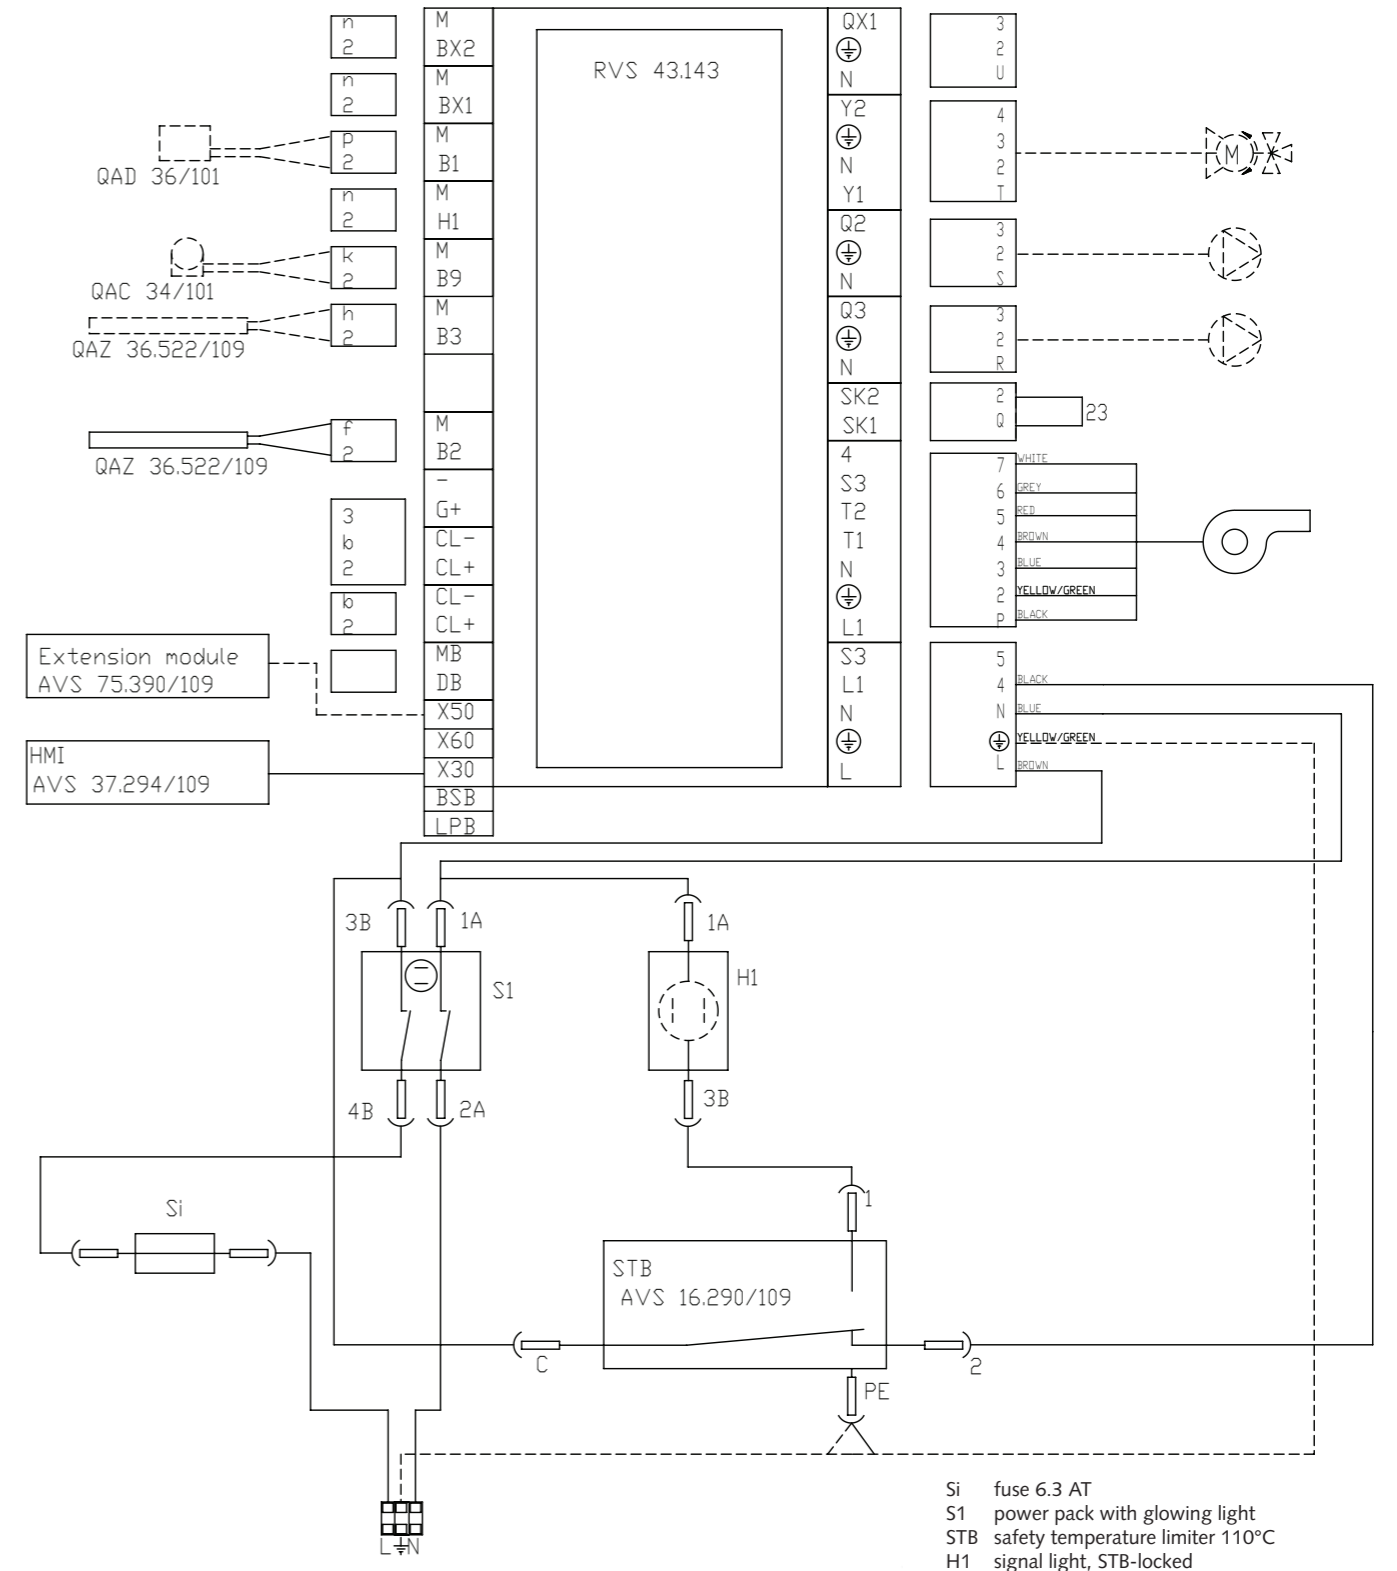 n
2
M
BX2
n
2
M
BX1
QAD 36/101
p
2
M
B1
n
2
M
H1
QAC 34/101
k
2
M
B9
QAZ 36.522/109
h
2
M
B3
QAZ 36.522/109
f
2
M
B2
-
G+
3
b
2
CL-
CL+
b
2
CL-
CL+
MB
DB
Extension module
AVS 75.390/109
X50
X60
HMI
AVS 37.294/109
X30
BSB
LPB
RVS 43.143
QX1
N
3
2
U
Y2
N
Y1
4
3
2
T
M
Q2
N
3
2
S
Q3
N
3
2
R
SK2
SK1
2
Q
23
4
S3
T2
T1
N
L1
7 WHITE
6 GREY
5 RED
4 BROWN
3 BLUE
2 YELLOW/GREEN
P BLACK
S3
L1
N
L
5
4 BLACK
N BLUE
YELLOW/GREEN
L BROWN
3B
1A
S1
4B
2A
1A
H1
3B
Si
1
STB
AVS 16.290/109
C
2
PE
L N
Si fuse 6.3 AT
S1 power pack with glowing light
STB safety temperature limiter 110°C
H1 signal light, STB-locked